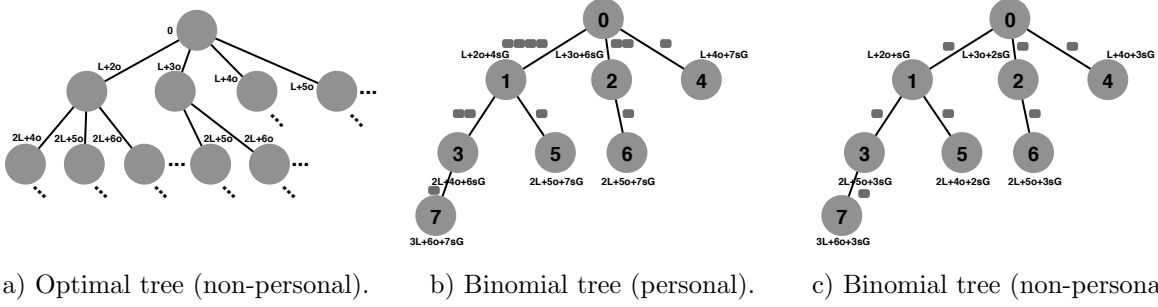 0
L+2o
L+3o
L+4o
L+5o
...
2L+4o
2L+5o
2L+6o
...
2L+5o
2L+6o
...
a) Optimal tree (non-personal).
0
L+2o+4sG
L+3o+6sG
L+4o+7sG
1
2
4
3
5
6
2L+4o+6sG
2L+5o+7sG
2L+5o+7sG
7
3L+6o+7sG
b) Binomial tree (personal).
0
L+2o+sG
L+3o+2sG
L+4o+3sG
1
2
4
3
5
6
2L+5o+3sG
2L+4o+2sG
2L+5o+3sG
7
3L+6o+3sG
c) Binomial tree (non-persona